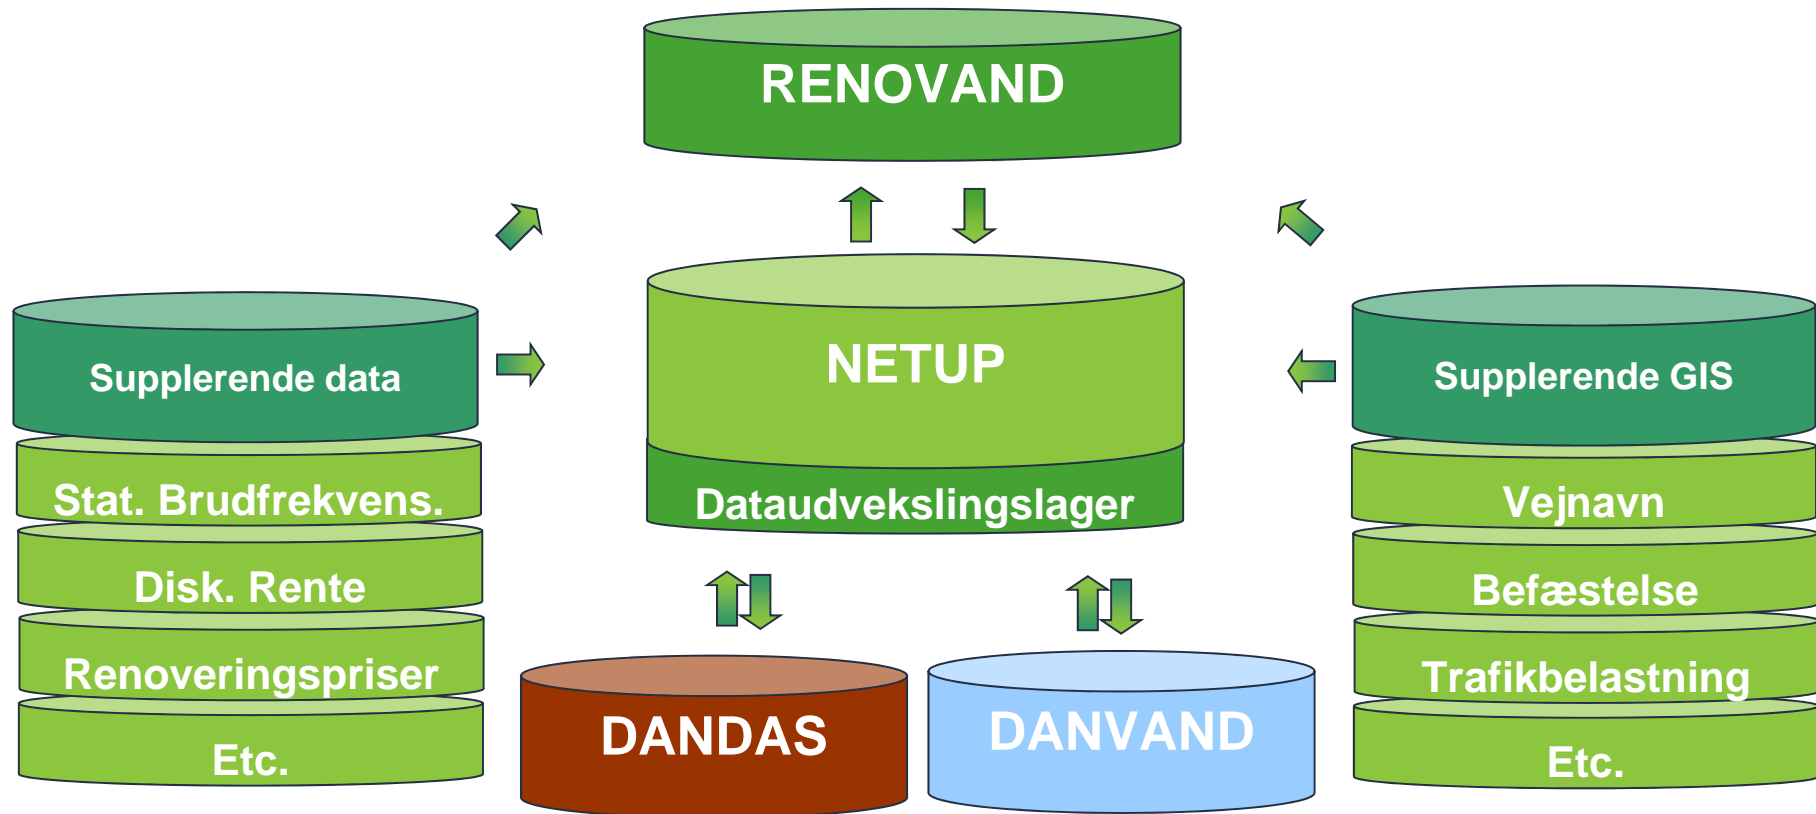 RENOVAND
NETUP
Dataudvekslingslager
Supplerende data
Stat. Brudfrekvens.
Disk. Rente
Renoveringspriser
Etc.
Supplerende GIS
Vejnavn
Befæstelse
Trafikbelastning
Etc.
DANDAS
DANVAND